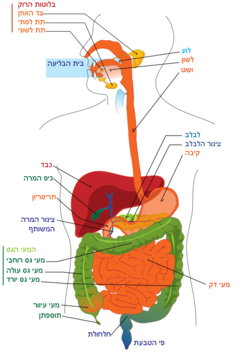 בלוטות הרוק
צד האוזן
תת לסתי
תת לשוני
בית הבליעה
לוע
לשון
ושט
לבלב
צינור הלבלב
קיבה
כבד
כיס המרה
תריסריון
צינור המרה
המשותף
המעי הגס
מעי גס רוחבי
מעי גס עולה
מעי גס יורד
מעי עיוור
תוספתן
חלחולת
פי הטבעת
מעי דק